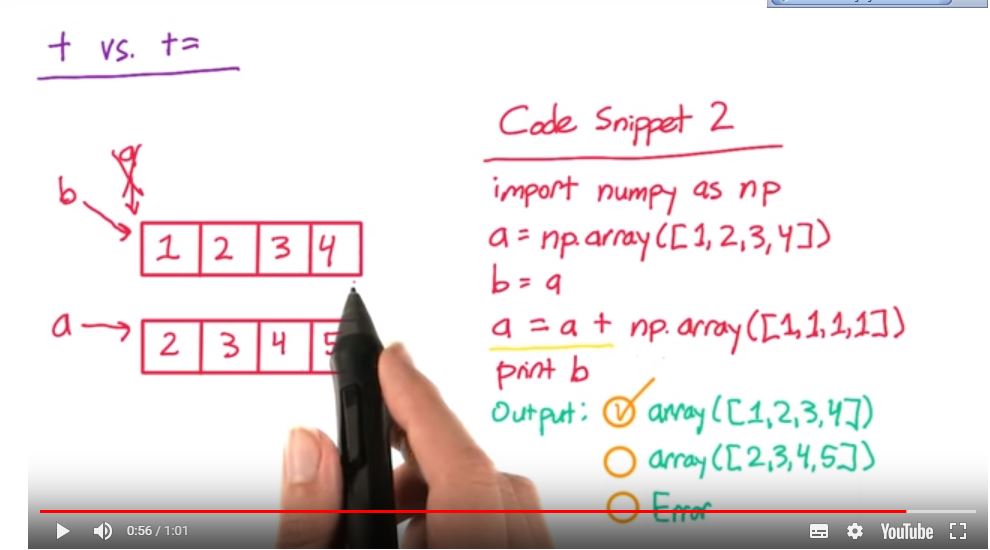 + vs. +=
Code Snippet 2
import numpy as np
a = np.array([1,2,3,4])
b = a
a = a + np.array([1,1,1,1])
print b
Output: array([1,2,3,4])
array([2,3,4,5])
Error
a
b
1 2 3 4
a
2 3 4 5
0:56 / 1:01
YouTube